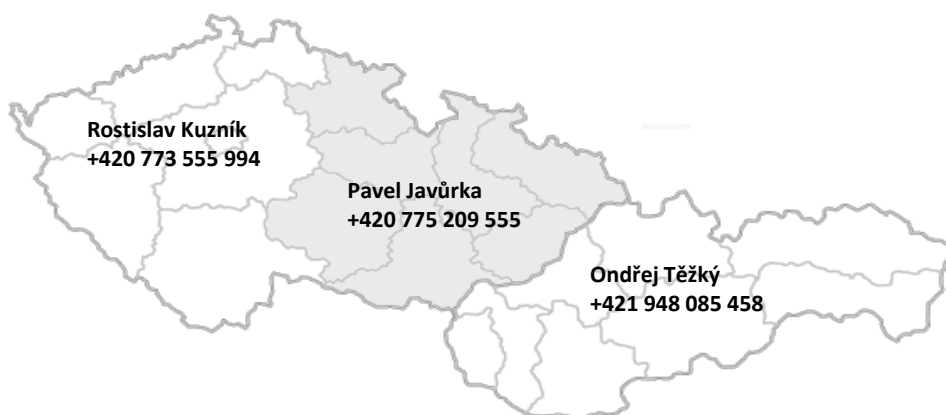 Rostislav Kuzník
+420 773 555 994
Pavel Javůrka
+420 775 209 555
Ondřej Těžký
+421 948 085 458